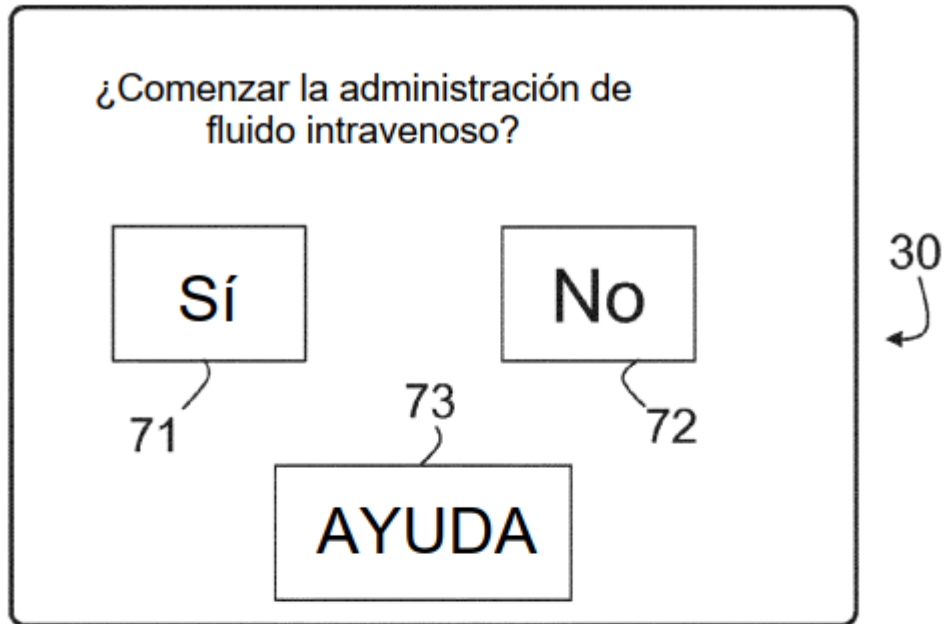 ¿Comenzar la administración de
fluido intravenoso?
Sí
No
30
71
73
72
AYUDA